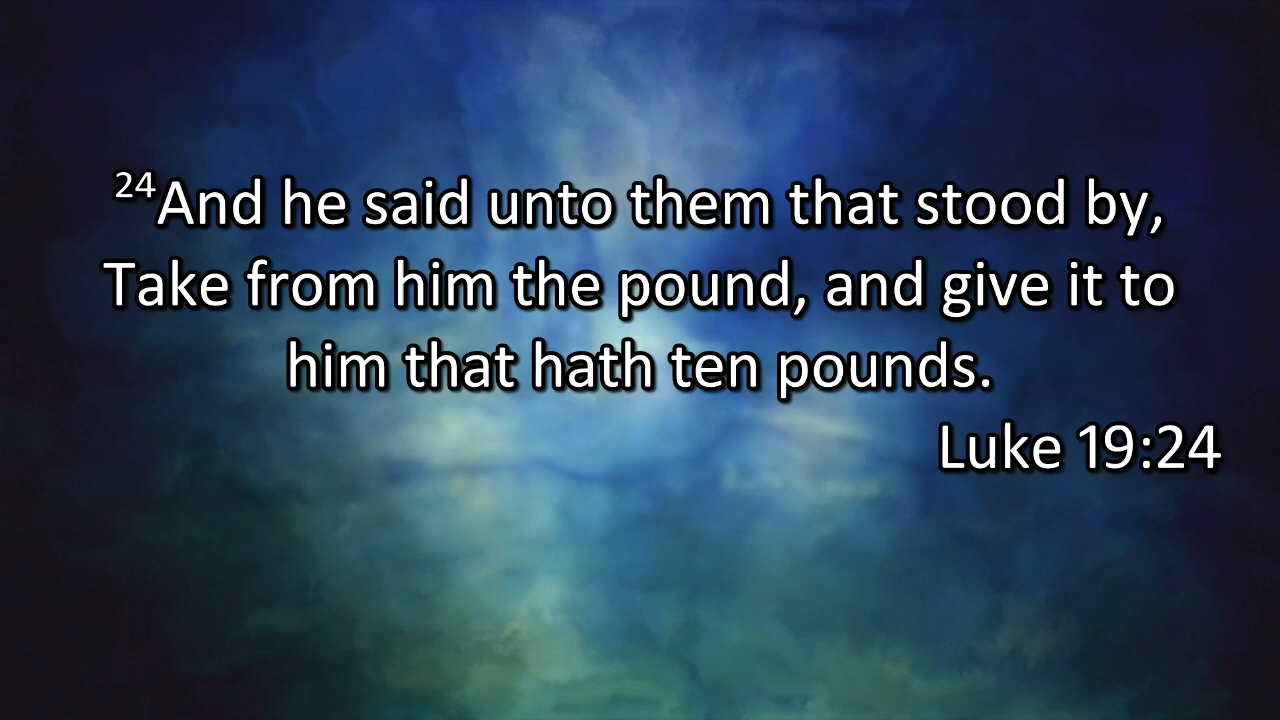 24And he said unto them that stood by,
Take from him the pound, and give it to
him that hath ten pounds.
Luke 19:24